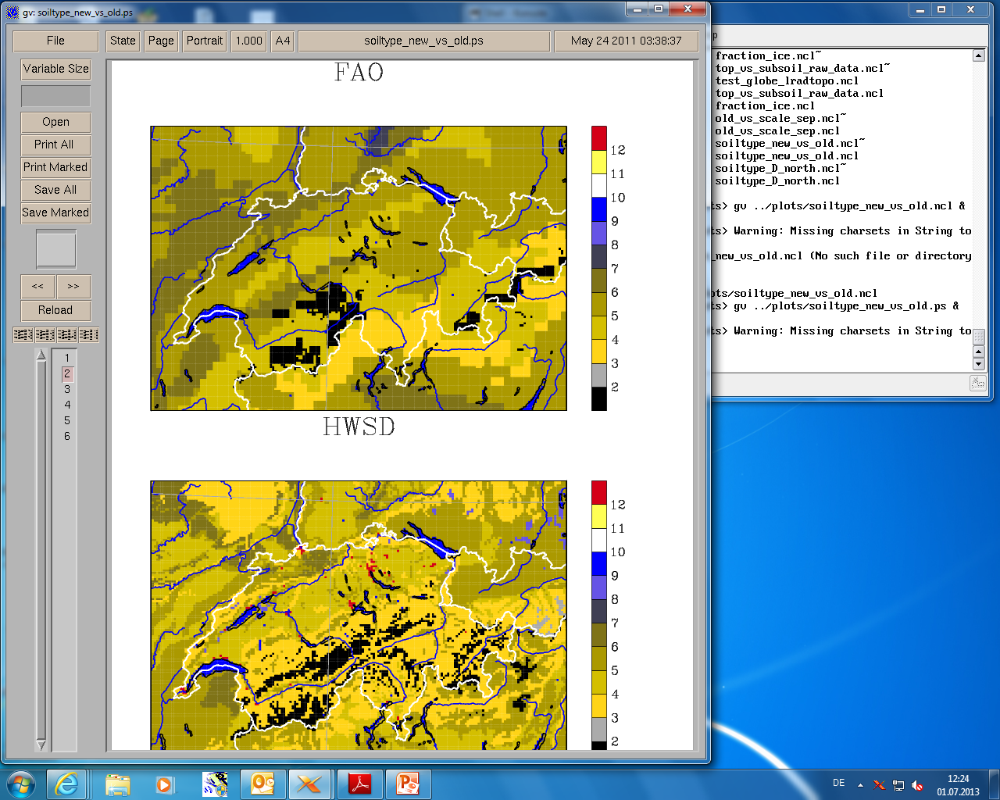 gv: soiltype_new_vs_old.ps
File
State
Page
Portrait
1.000
A4
soiltype_new_vs_old.ps
May 24 2011 03:38:37
Variable Size
Open
Print All
Print Marked
Save All
Save Marked
<<
>>
Reload
1
2
3
4
5
6
FAO
12
11
10
9
8
7
6
5
4
3
2
HWSD
12
11
10
9
8
7
6
5
4
3
2
p
fraction_ice.ncl~
top_vs_subsoil_raw_data.ncl~
test_globe_lradtopo.ncl
top_vs_subsoil_raw_data.ncl
fraction_ice.ncl
old_vs_scale_sep.ncl~
old_vs_scale_sep.ncl
soiltype_new_vs_old.ncl~
soiltype_new_vs_old.ncl
soiltype_D_north.ncl~
soiltype_D_north.ncl
ts> gv ../plots/soiltype_new_vs_old.ncl &
ts> Warning: Missing charsets in String to
_new_vs_old.ncl (No such file or directory
ots/soiltype_new_vs_old.ncl
ts> gv ../plots/soiltype_new_vs_old.ps &
ts> Warning: Missing charsets in String to
DE
12:24
01.07.2013